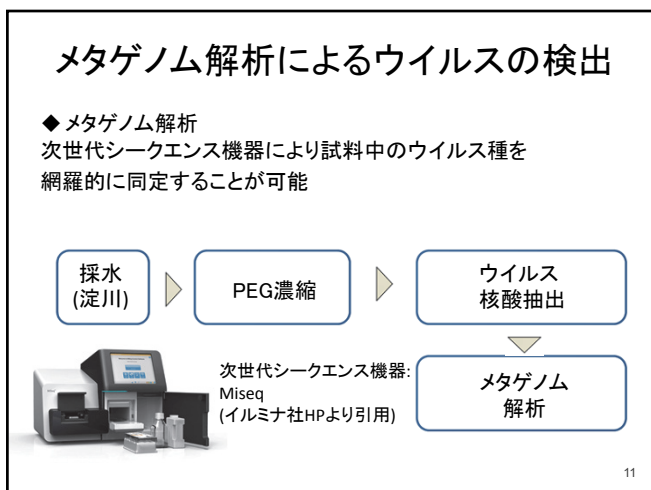 メタゲノム解析によるウイルスの検出
◆ メタゲノム解析
次世代シークエンス機器により試料中のウイルス種を
網羅的に同定することが可能
採水
(淀川)
PEG濃縮
ウイルス
核酸抽出
次世代シークエンス機器:
Miseq
(イルミナ社HPより引用)
メタゲノム
解析
11